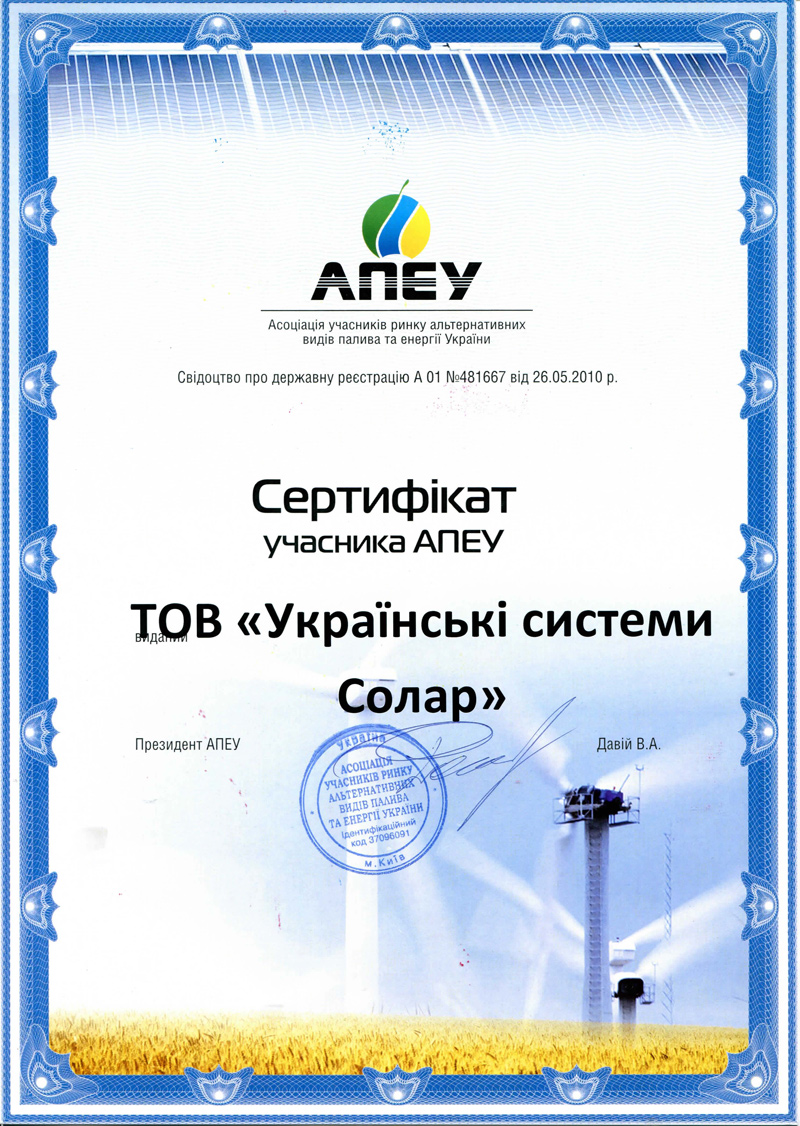 АПЕУ
Асоціація учасників ринку альтернативних
видів палива та енергії України
Свідоцтво про державну реєстрацію А 01 №481667 від 26.05.2010 р.
Сертифікат
учасника АПЕУ
ТОВ «Українські системи
виданий
Солар»
Президент АПЕУ
Давій В.А.
Україна
АСОЦІАЦІЯ
УЧАСНИКІВ РИНКУ
АЛЬТЕРНАТИВНИХ
ВИДІВ ПАЛИВА
ТА ЕНЕРГІЇ УКРАЇНИ
Ідентифікаційний
код 37096091
м.Київ